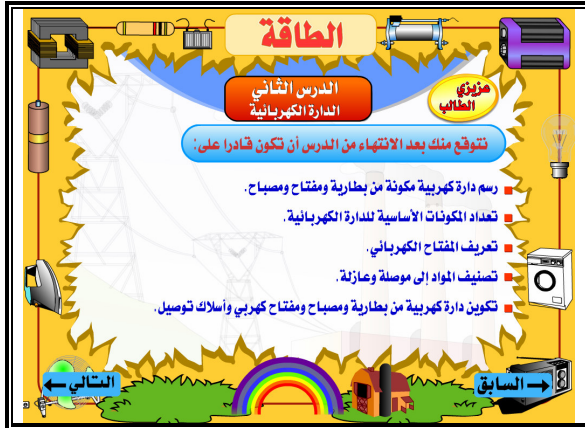 الطاقة
عزيزي
الطالب
الدرس الثاني
الدارة الكهربائية
نتوقع منك بعد الانتهاء من الدرس أن تكون قادرا على:
رسم دارة كهربية مكونة من بطارية ومفتاح ومصباح.
تعداد المكونات الأساسية للدارة الكهربائية.
تعريف المفتاح الكهربائي.
تصنيف المواد إلى موصلة وعازلة.
تكوين دارة كهربية من بطارية ومصباح ومفتاح كهربي وأسلاك توصيل.
السابق
التالي